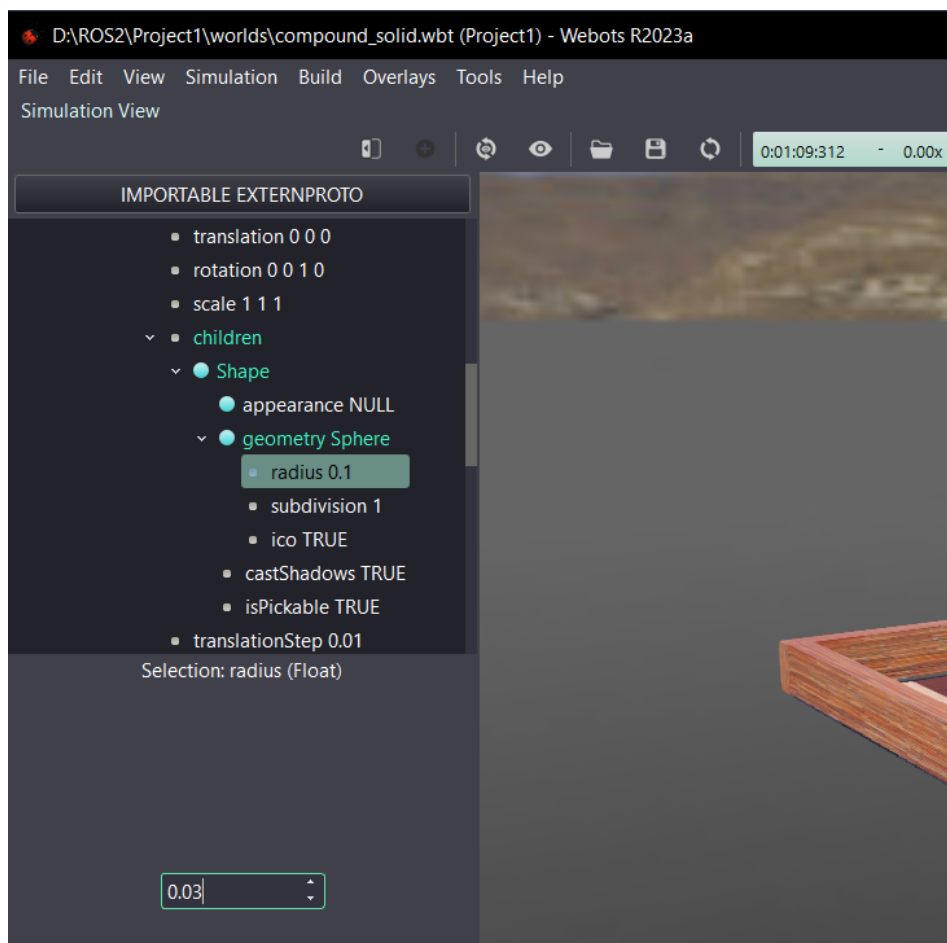 D:\ROS2\Project1\worlds\compound_solid.wbt (Project1) - Webots R2023a
File Edit View Simulation Build Overlays Tools Help
Simulation View
0:01:09:312 - 0.00x
IMPORTABLE EXTERNPROTO
translation 0 0 0
rotation 0 0 1 0
scale 1 1 1
children
Shape
appearance NULL
geometry Sphere
radius 0.1
subdivision 1
ico TRUE
castShadows TRUE
isPickable TRUE
translationStep 0.01
Selection: radius (Float)
0.03